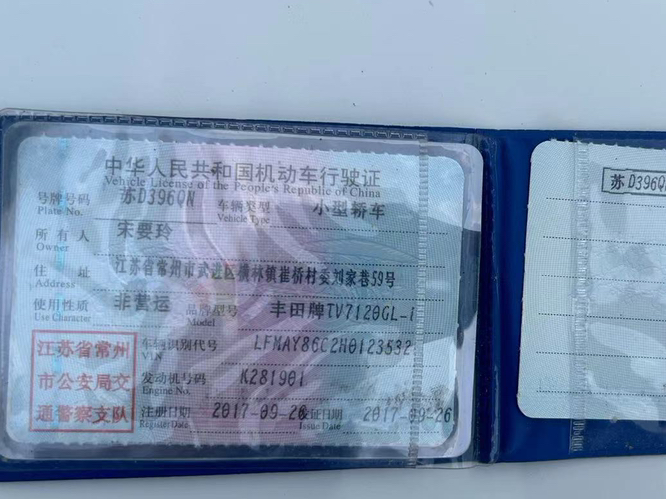 中华人民共和国机动车行驶证
Vehicle License of the People's Republic of China
号牌号码 苏D396QN 车辆类型 小型轿车
Plate No. Vehicle Type
所有人 宋要玲
Owner
住址 江苏省常州市武进区横林镇崔桥村委刘家巷59号
Address
使用性质 非营运 品牌型号 丰田牌TV7120GL-i
Use Character Model
车辆识别代号 LFMAY86C2H0123532
VIN
发动机号码 K281901
Engine No.
注册日期 2017-09-26 发证日期 2017-09-26
Register Date Issue Date
江苏省常州
市公安局交
通警察支队
苏D396Q